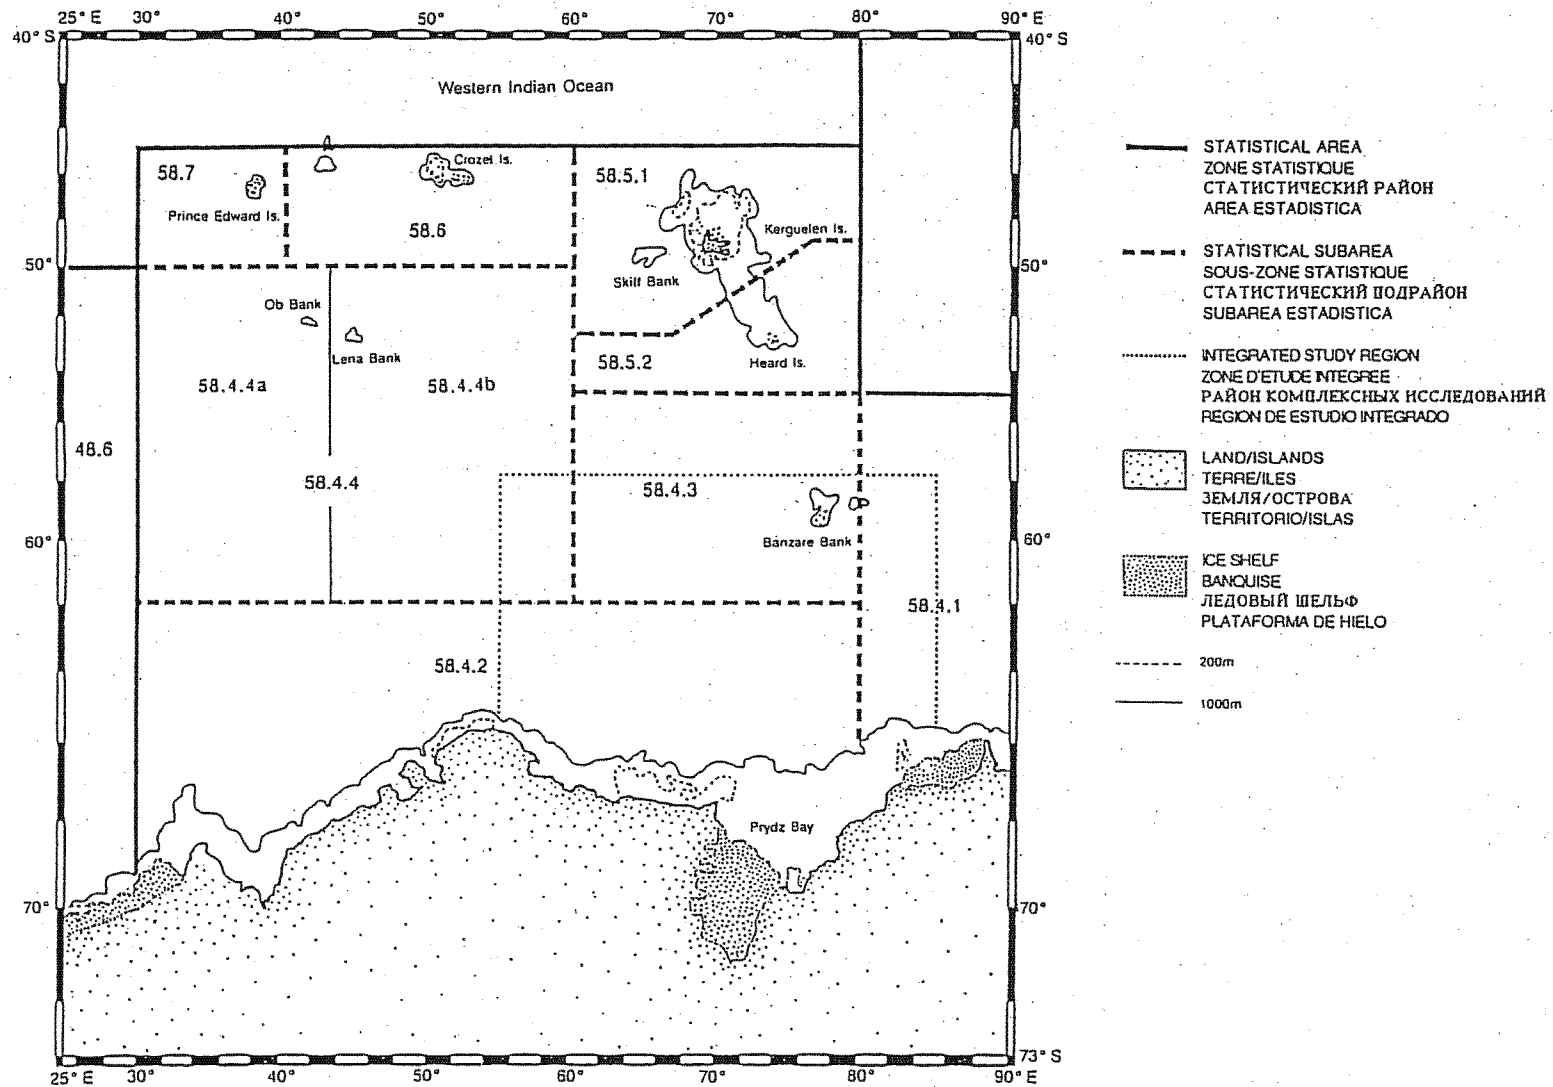 25° E 30° 40° 50° 60° 70° 80° 90° E
40° S
40° S
Western Indian Ocean
58.7
Crozet Is.
58.5.1
Prince Edward Is.
58.6
Kerguelen Is.
50°
50°
Skiff Bank
Ob Bank
Lena Bank
58.5.2
Heard Is.
58.4.4a
58.4.4b
48.6
58.4.4
58.4.3
60°
60°
Banzare Bank
58.4.1
58.4.2
Prydz Bay
70°
70°
73° S
25° E 30° 40° 50° 60° 70° 80° 90° E
STATISTICAL AREA
ZONE STATISTIQUE
СТАТИСТИЧЕСКИЙ РАЙОН
AREA ESTADISTICA
STATISTICAL SUBAREA
SOUS-ZONE STATISTIQUE
СТАТИСТИЧЕСКИЙ ПОДРАЙОН
SUBAREA ESTADISTICA
INTEGRATED STUDY REGION
ZONE D'ETUDE INTEGREE
РАЙОН КОМПЛЕКСНЫХ ИССЛЕДОВАНИЙ
REGION DE ESTUDIO INTEGRADO
LAND/ISLANDS
TERRE/ILES
ЗЕМЛЯ/ОСТРОВА
TERRITORIO/ISLAS
ICE SHELF
BANQUISE
ЛЕДОВЫЙ ШЕЛЬФ
PLATAFORMA DE HIELO
200m
1000m